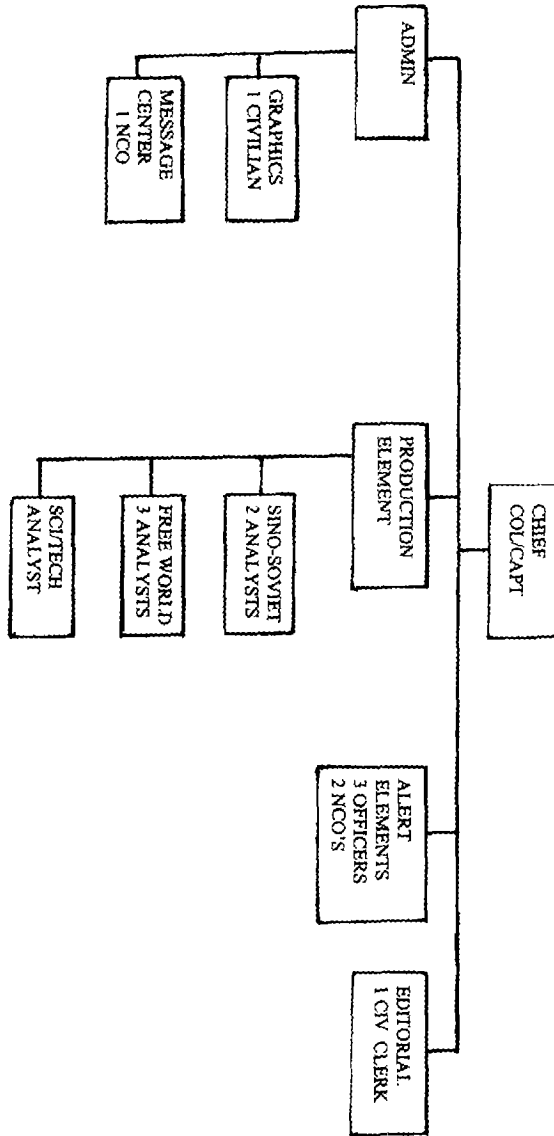 CHIEF
COL/CAPT
ADMIN
GRAPHICS
1 CIVILIAN
MESSAGE
CENTER
1 NCO
PRODUCTION
ELEMENT
SINO-SOVIET
2 ANALYSTS
FREE WORLD
3 ANALYSTS
SCI/TECH
ANALYST
ALERT
ELEMENTS
3 OFFICERS
2 NCO'S
EDITORIAL
1 CIV CLERK